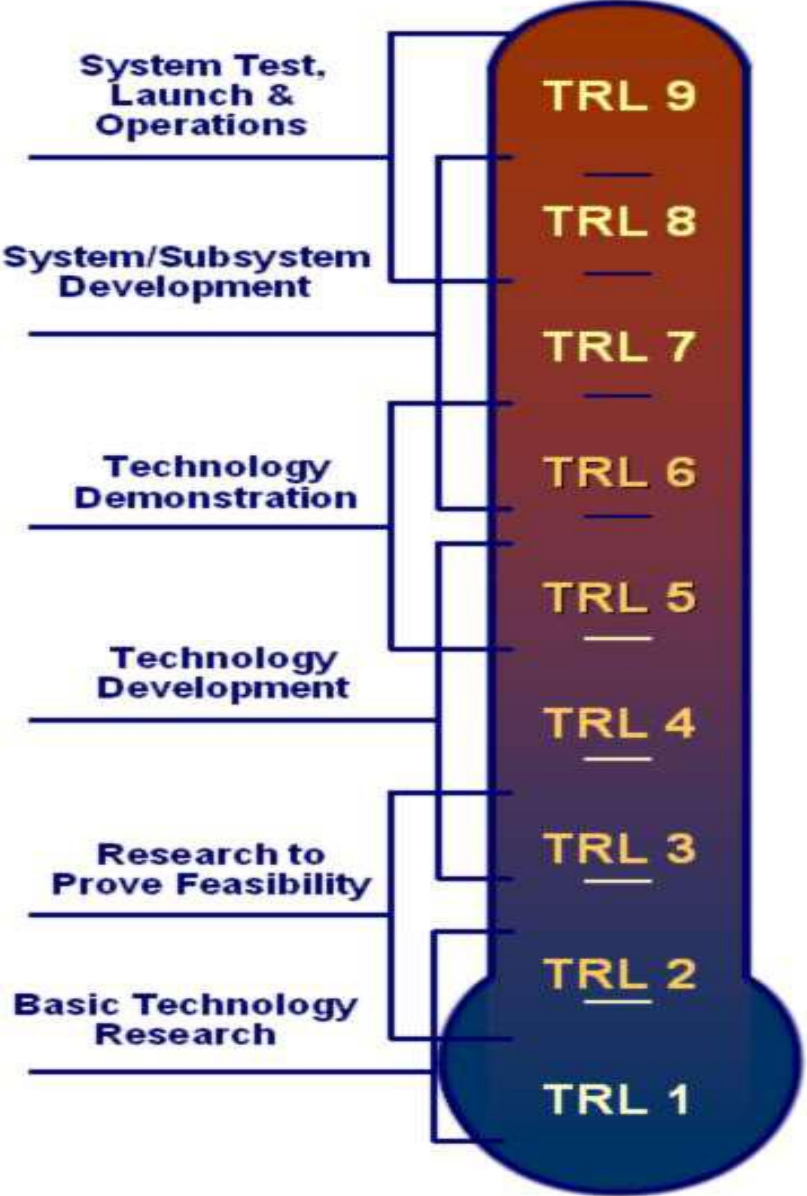 System Test,
Launch &
Operations
System/Subsystem
Development
Technology
Demonstration
Technology
Development
Research to
Prove Feasibility
Basic Technology
Research
TRL 9
TRL 8
TRL 7
TRL 6
TRL 5
TRL 4
TRL 3
TRL 2
TRL 1